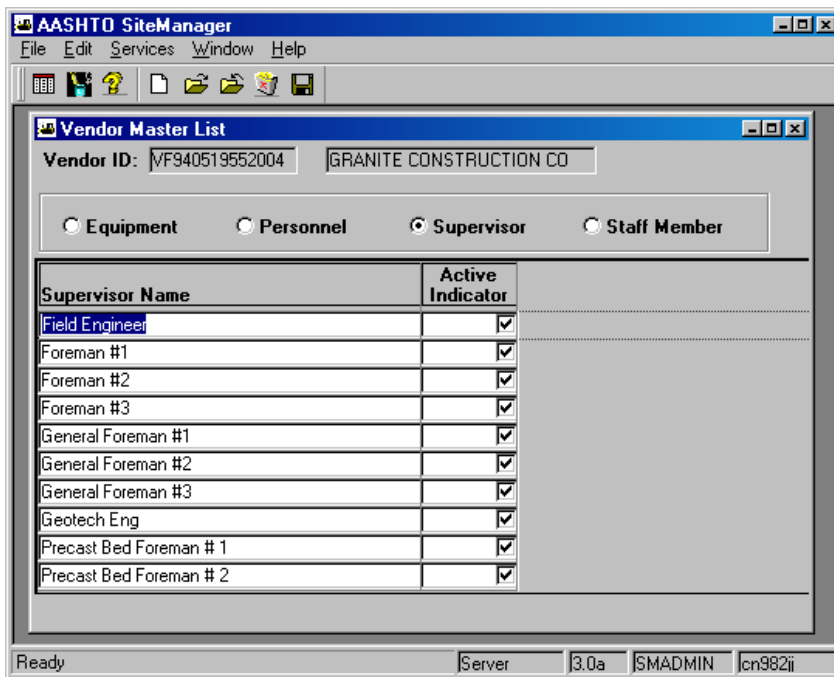 AASHTO SiteManager
File Edit Services Window Help
Vendor Master List
Vendor ID: VF940519552004 GRANITE CONSTRUCTION CO
Equipment Personnel Supervisor Staff Member
Supervisor Name Active Indicator
Field Engineer
Foreman #1
Foreman #2
Foreman #3
General Foreman #1
General Foreman #2
General Foreman #3
Geotech Eng
Precast Bed Foreman # 1
Precast Bed Foreman # 2
Ready Server 3.0a SMADMIN cn982jj